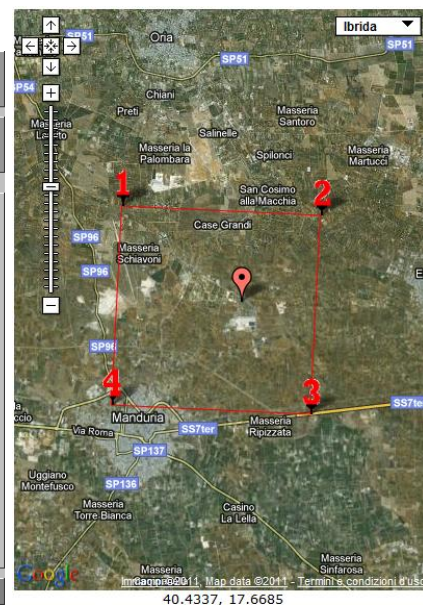 Ibrida
SP51
Oria
SP51
SP51
SP54
Chiani
Preti
Masseria
Santoro
Salinelle
Masseria la
Palombara
Spilonci
Masseria
Martucci
1
San Cosimo
alla Macchia
2
Case Grandi
SP96
Masseria
Schiavoni
SP96
SP96
4
3
Manduria
Masseria
Ripizzata
SS7ter
Via Roma
SS7ter
SP137
Uggiano
Montefusco
SP136
Masseria
Torre Bianca
Casino
La Lella
Masseria
Masseria
Sinfarosa
Google
Map data ©2011 - Termini e condizioni d'uso
40.4337, 17.6685